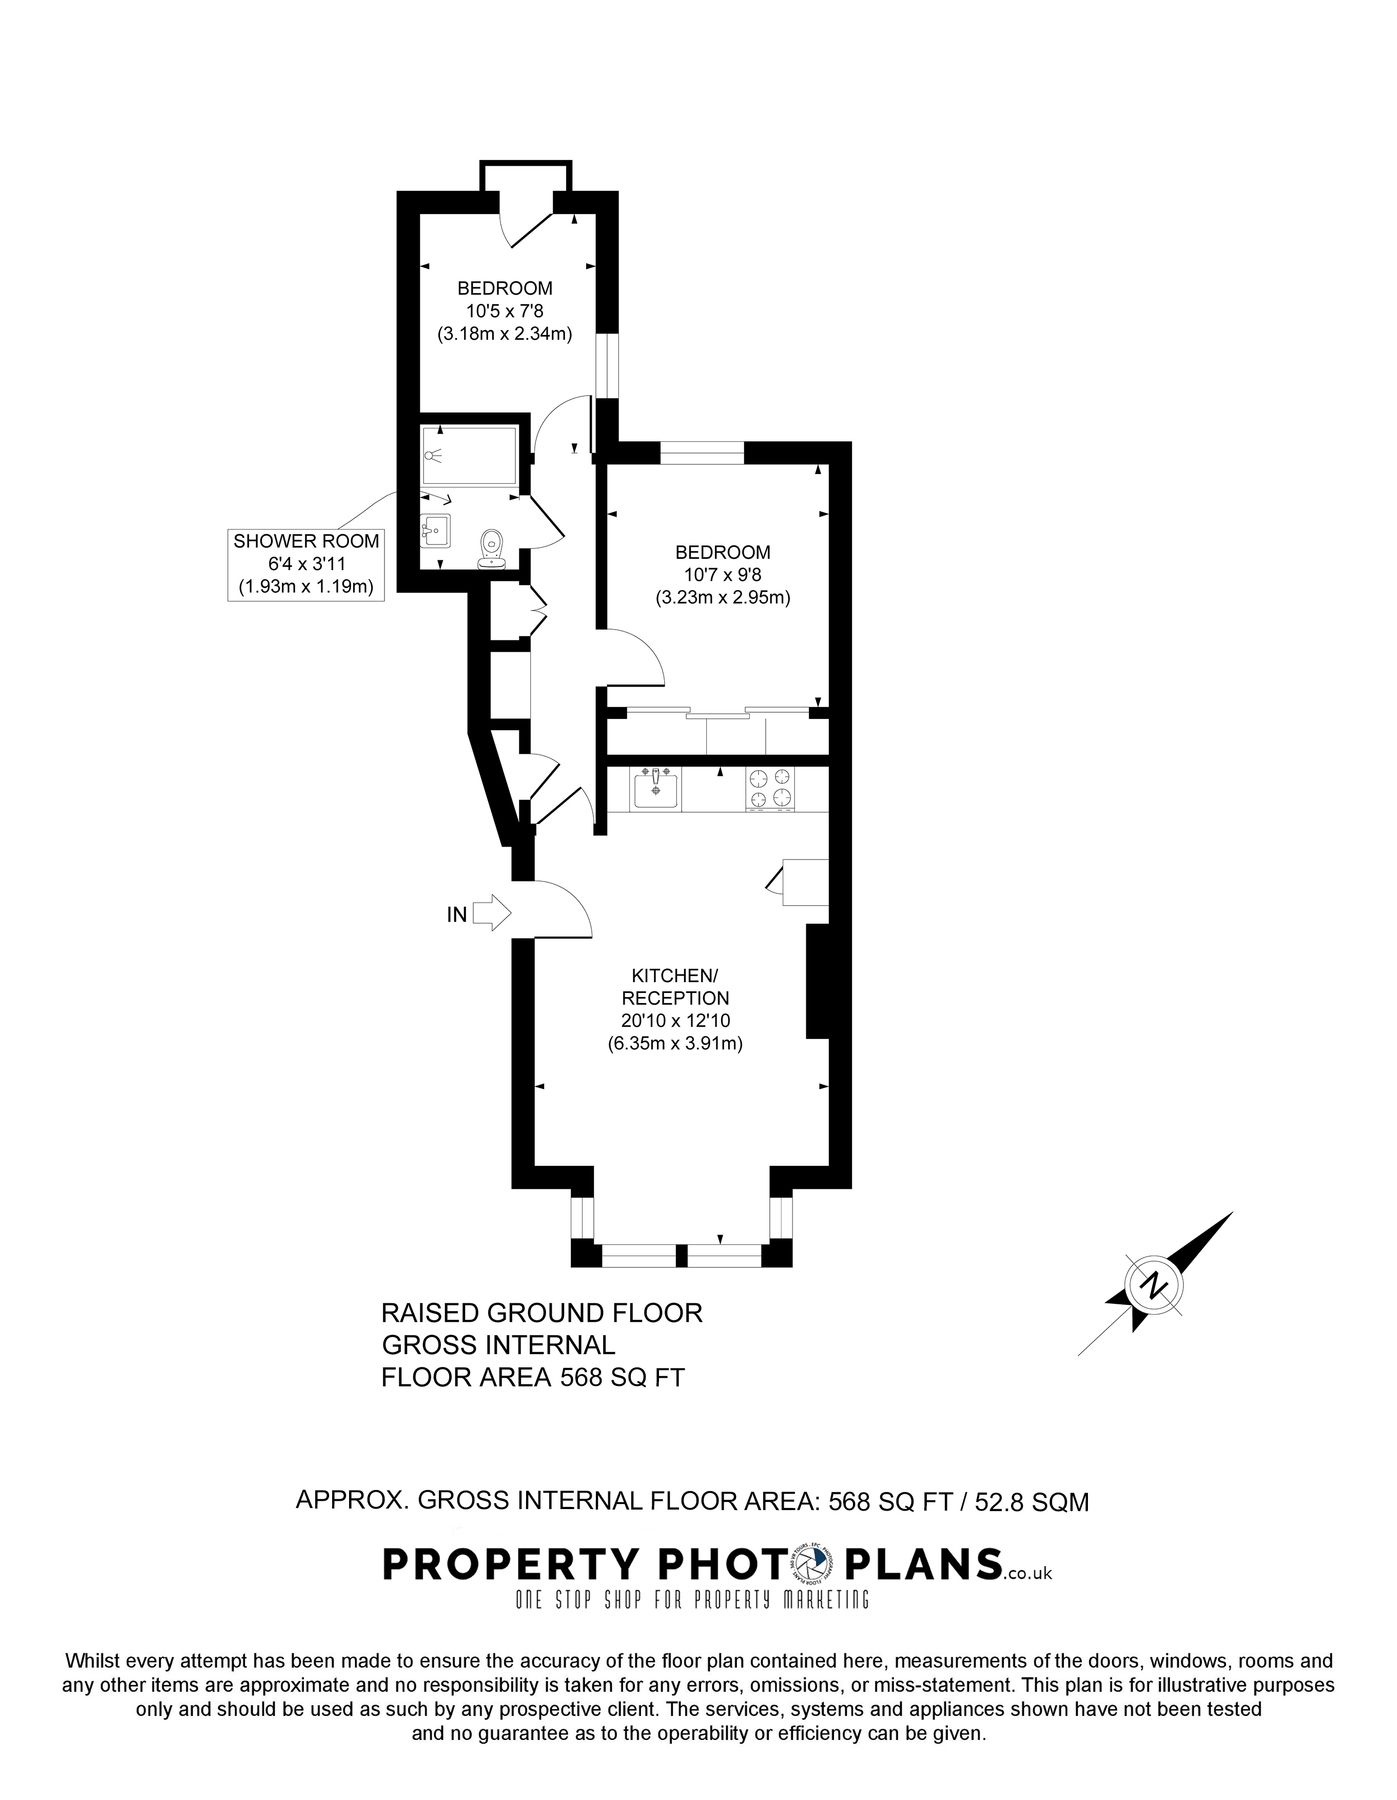 BEDROOM
10'5 x 7'8
(3.18m x 2.34m)
SHOWER ROOM
6'4 x 3'11
(1.93m x 1.19m)
BEDROOM
10'7 x 9'8
(3.23m x 2.95m)
IN
KITCHEN/
RECEPTION
20'10 x 12'10
(6.35m x 3.91m)
N
RAISED GROUND FLOOR
GROSS INTERNAL
FLOOR AREA 568 SQ FT
APPROX. GROSS INTERNAL FLOOR AREA: 568 SQ FT / 52.8 SQM
PROPERTY PHOTO PLANS.co.uk
ONE STOP SHOP FOR PROPERTY MARKETING
Whilst every attempt has been made to ensure the accuracy of the floor plan contained here, measurements of the doors, windows, rooms and
any other items are approximate and no responsibility is taken for any errors, omissions, or miss-statement. This plan is for illustrative purposes
only and should be used as such by any prospective client. The services, systems and appliances shown have not been tested
and no guarantee as to the operability or efficiency can be given.